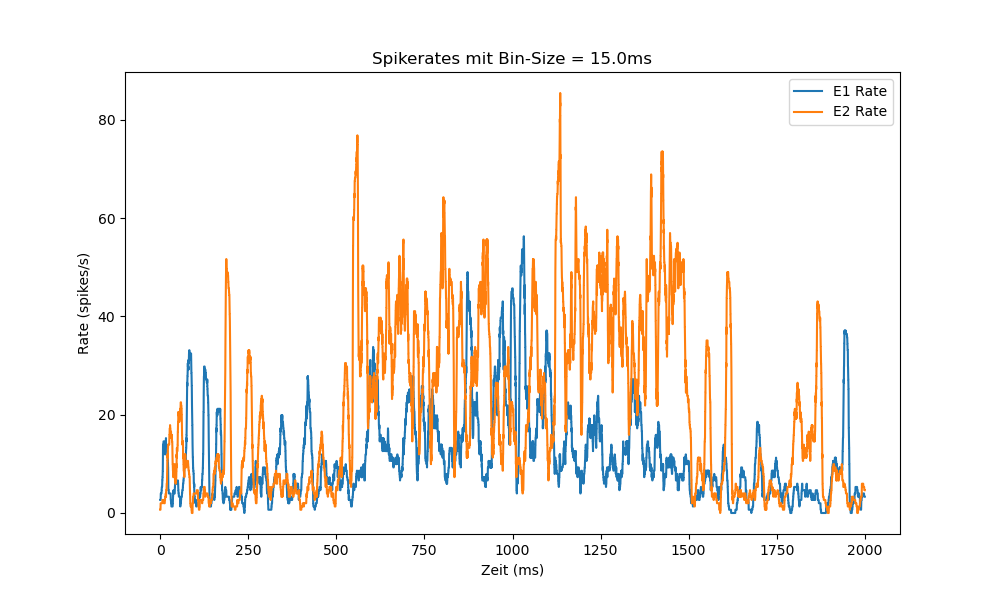 Spikerates mit Bin-Size = 15.0ms
E1 Rate
E2 Rate
80
60
40
20
0
Rate (spikes/s)
0 250 500 750 1000 1250 1500 1750 2000
Zeit (ms)